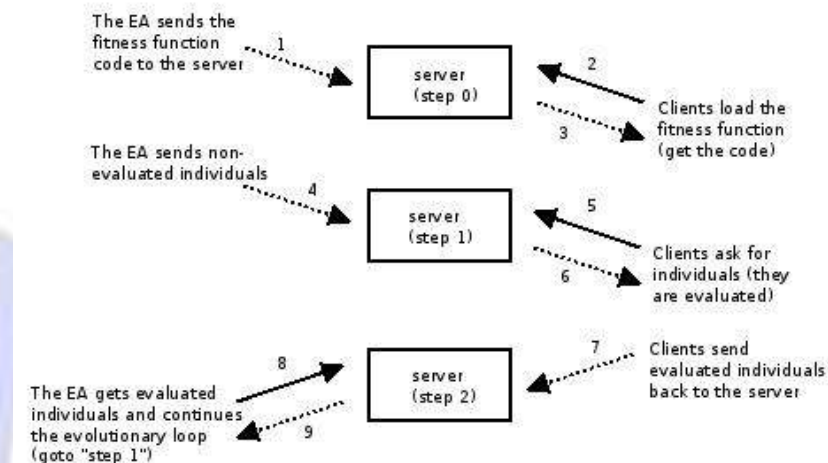 The EA sends the
fitness function
code to the server
1
server
(step 0)
2
3
Clients load the
fitness function
(get the code)
The EA sends non-
evaluated individuals
4
server
(step 1)
5
6
Clients ask for
individuals (they
are evaluated)
7
Clients send
evaluated individuals
back to the server
8
server
(step 2)
The EA gets evaluated
individuals and continues
the evolutionary loop
(goto "step 1")
9